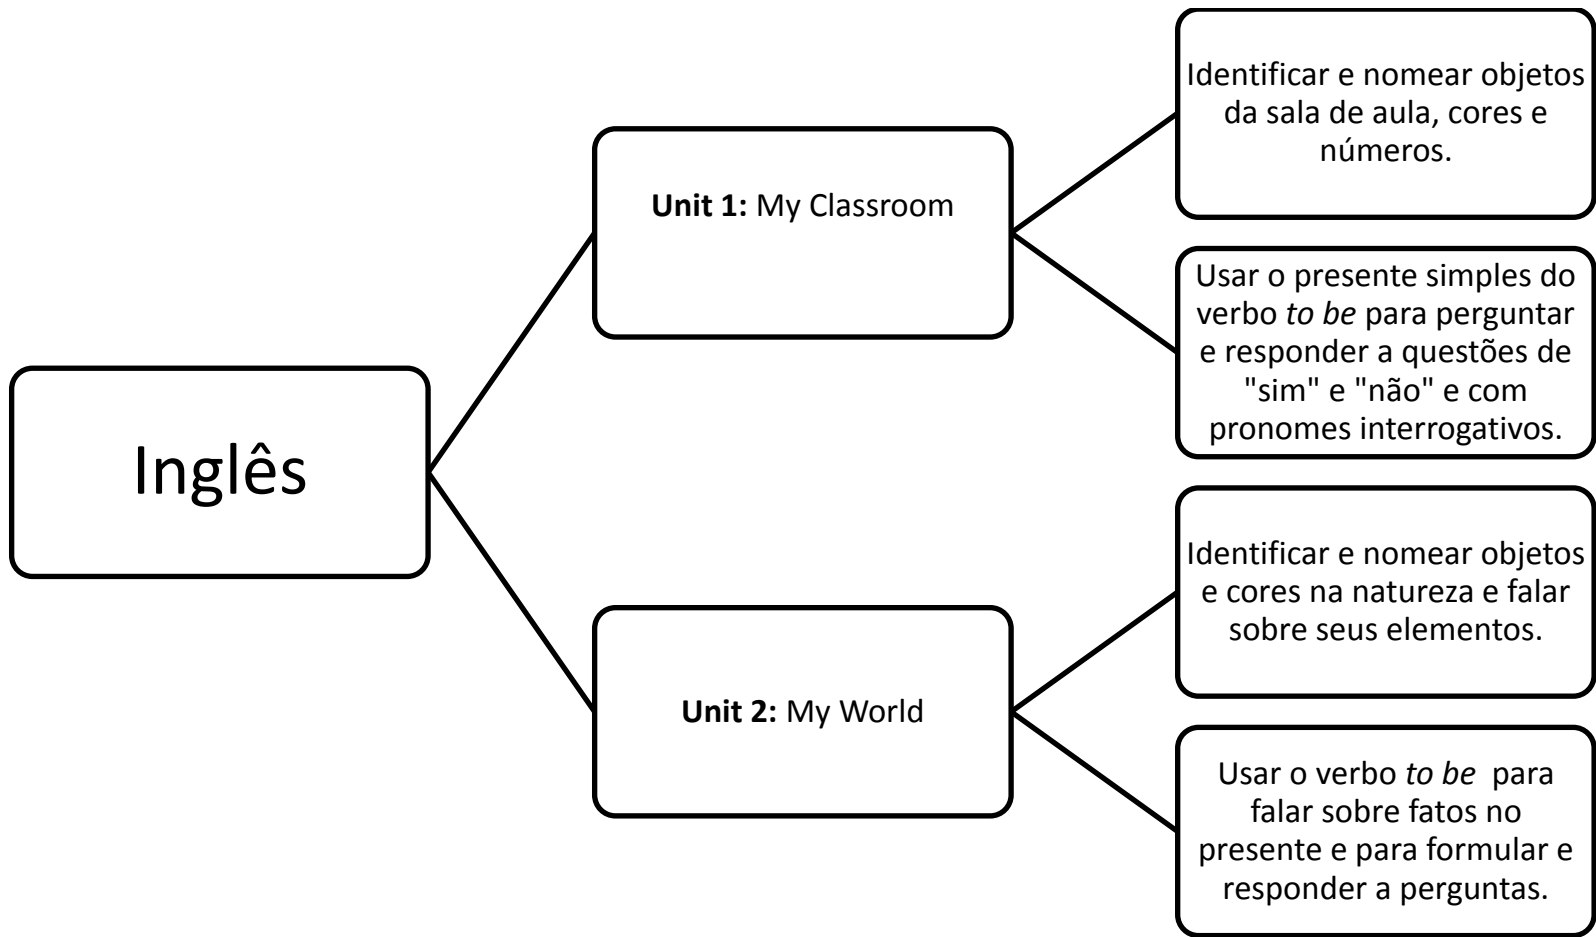 Inglês
Unit 1: My Classroom
Identificar e nomear objetos
da sala de aula, cores e
números.
Usar o presente simples do
verbo to be para perguntar
e responder a questões de
"sim" e "não" e com
pronomes interrogativos.
Unit 2: My World
Identificar e nomear objetos
e cores na natureza e falar
sobre seus elementos.
Usar o verbo to be  para
falar sobre fatos no
presente e para formular e
responder a perguntas.